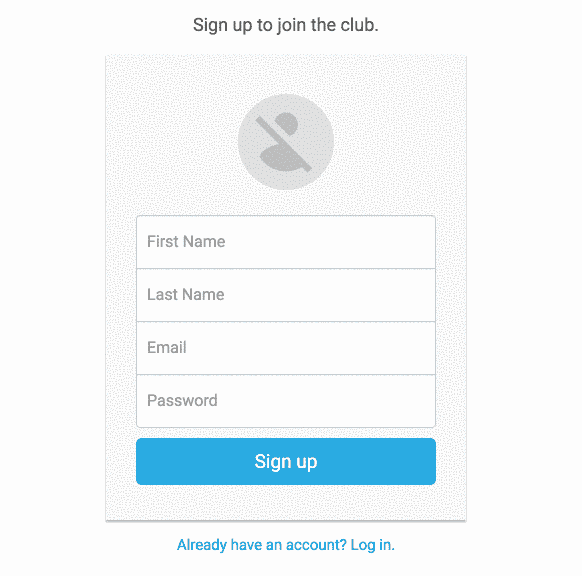 Sign up to join the club.
First Name
Last Name
Email
Password
Sign up
Already have an account? Log in.